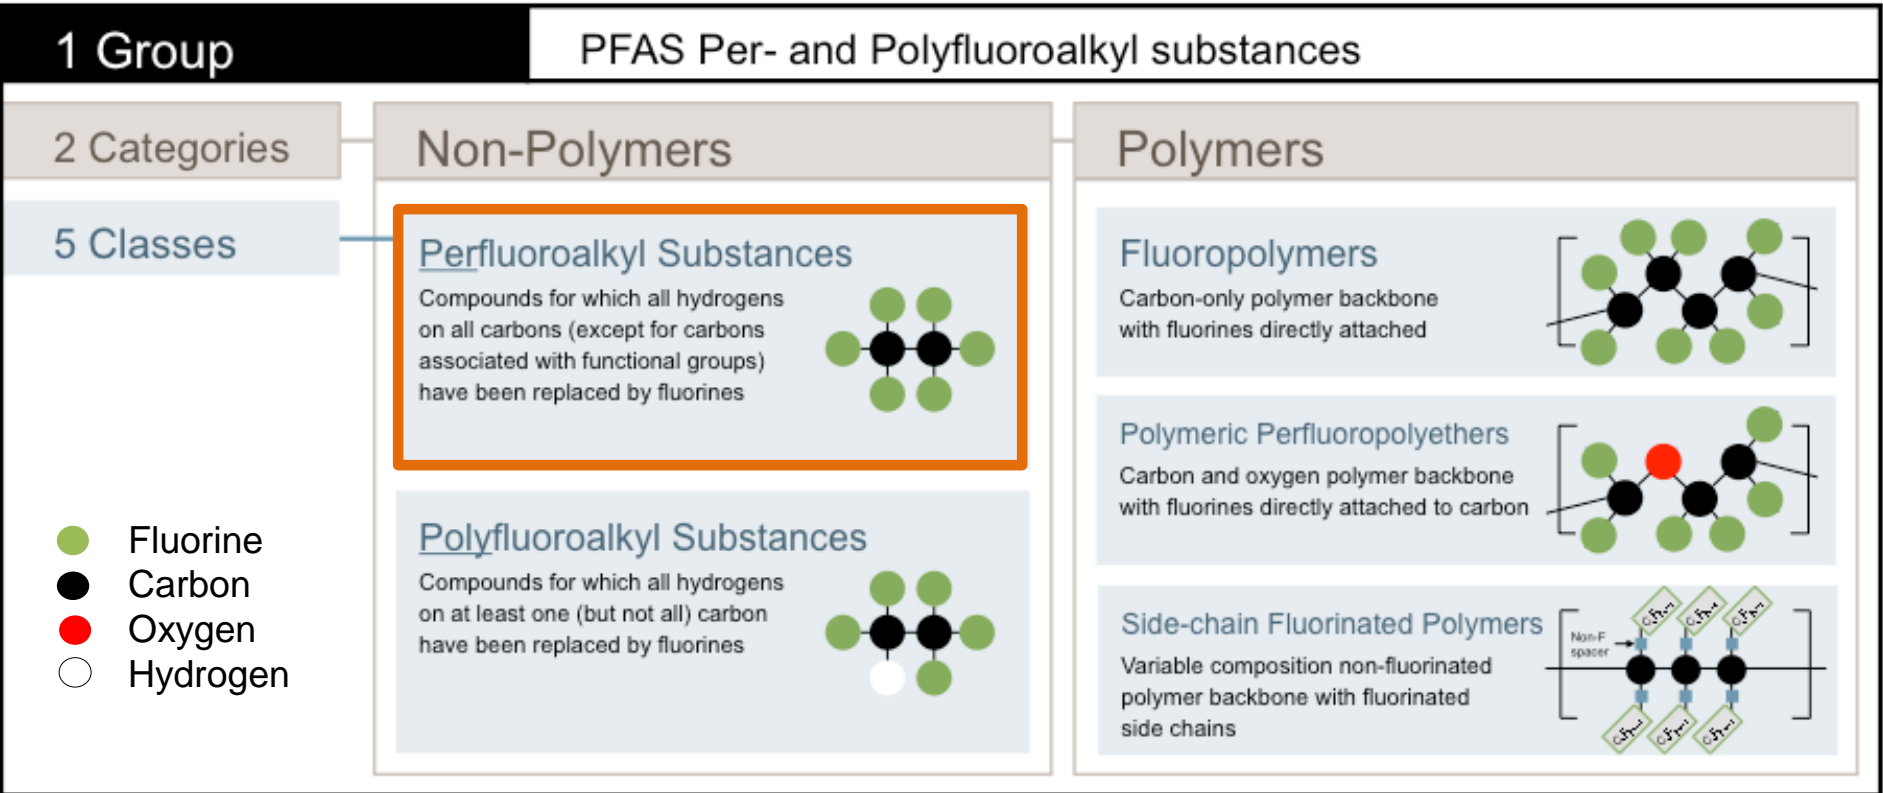 1 Group
PFAS Per- and Polyfluoroalkyl substances
2 Categories
Non-Polymers
Polymers
5 Classes
Perfluoroalkyl Substances
Compounds for which all hydrogens
on all carbons (except for carbons
associated with functional groups)
have been replaced by fluorines
Polyfluoroalkyl Substances
Compounds for which all hydrogens
on at least one (but not all) carbon
have been replaced by fluorines
Fluoropolymers
Carbon-only polymer backbone
with fluorines directly attached
Polymeric Perfluoropolyethers
Carbon and oxygen polymer backbone
with fluorines directly attached to carbon
Side-chain Fluorinated Polymers
Variable composition non-fluorinated
polymer backbone with fluorinated
side chains
Non-F
spacer
Fluorine
Carbon
Oxygen
Hydrogen